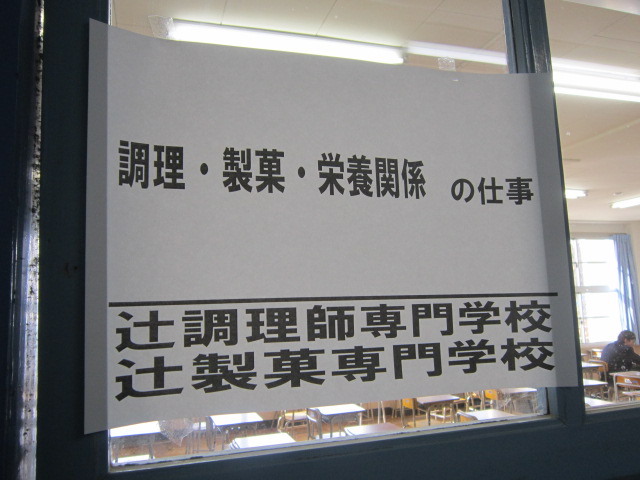 調理・製菓・栄養関係 の仕事
辻調理師専門学校
辻製菓専門学校